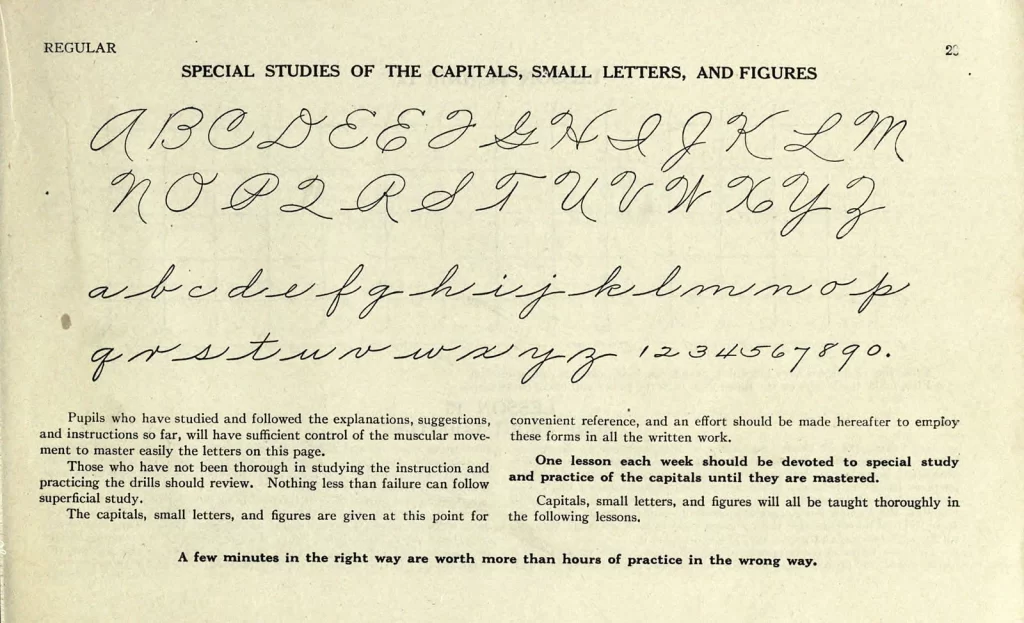 REGULAR
SPECIAL STUDIES OF THE CAPITALS, SMALL LETTERS, AND FIGURES
A B C D E E F G H I J K L M
N O P Q R S T U V W X Y Z
a b c d e f g h i j k l m n o p
q r s t u v w x y z 1 2 3 4 5 6 7 8 9 0.
Pupils who have studied and followed the explanations, suggestions,
and instructions so far, will have sufficient control of the muscular move-
ment to master easily the letters on this page.
Those who have not been thorough in studying the instruction and
practicing the drills should review. Nothing less than failure can follow
superficial study.
The capitals, small letters, and figures are given at this point for
convenient reference, and an effort should be made hereafter to employ
these forms in all the written work.
One lesson each week should be devoted to special study
and practice of the capitals until they are mastered.
Capitals, small letters, and figures will all be taught thoroughly in
the following lessons.
A few minutes in the right way are worth more than hours of practice in the wrong way.